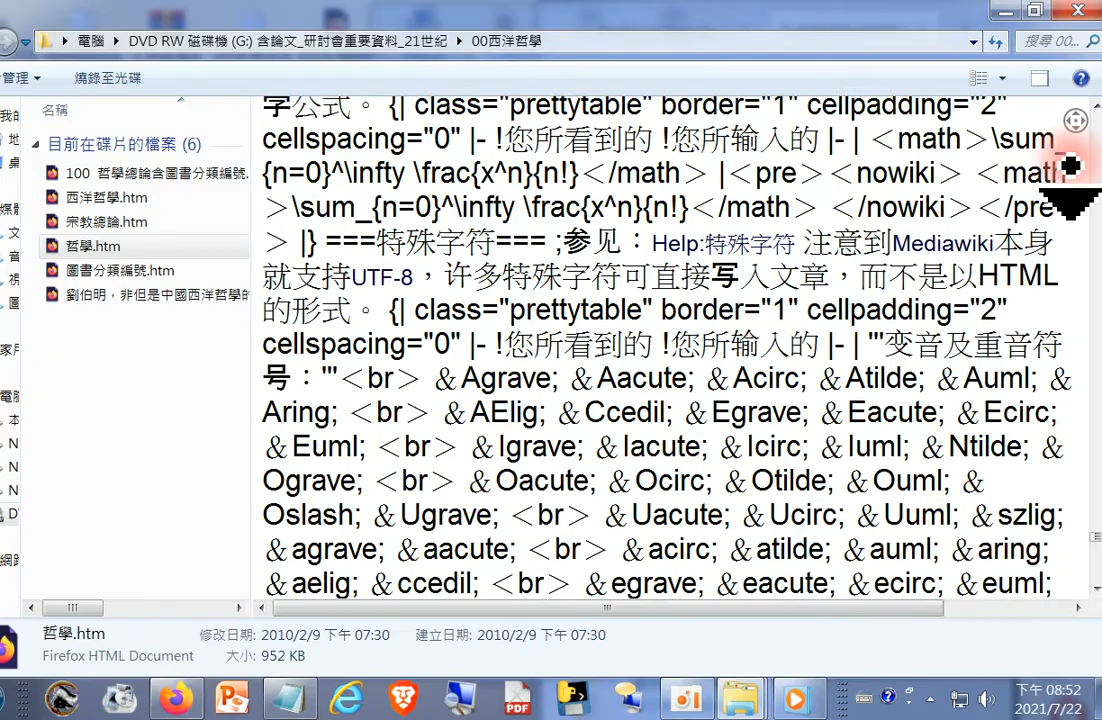 電腦 ▸ DVD RW 磁碟機 (G:) 含論文_研討會重要資料_21世紀 ▸ 00西洋哲學
搜尋 00...
管理
燒錄至光碟
名稱
目前在碟片的檔案 (6)
100 哲學總論含圖書分類編號.
西洋哲學.htm
宗教總論.htm
哲學.htm
圖書分類編號.htm
劉伯明，非但是中國西洋哲學的
字公式。 {| class="prettytable" border="1" cellpadding="2"
cellspacing="0" |- !您所看到的 !您所输入的 |- | ＜math＞\sum_
{n=0}^\infty \frac{x^n}{n!}＜/math＞ |＜pre＞＜nowiki＞ ＜math
＞\sum_{n=0}^\infty \frac{x^n}{n!}＜/math＞ ＜/nowiki＞＜/pre
＞ |} ===特殊字符=== ;参见：Help:特殊字符 注意到Mediawiki本身
就支持UTF-8，许多特殊字符可直接写入文章，而不是以HTML
的形式。 {| class="prettytable" border="1" cellpadding="2"
cellspacing="0" |- !您所看到的 !您所输入的 |- | '''变音及重音符
号：'''＜br＞ ＆Agrave; ＆Aacute; ＆Acirc; ＆Atilde; ＆Auml; ＆
Aring; ＜br＞ ＆AElig; ＆Ccedil; ＆Egrave; ＆Eacute; ＆Ecirc;
＆Euml; ＜br＞ ＆Igrave; ＆Iacute; ＆Icirc; ＆Iuml; ＆Ntilde; ＆
Ograve; ＜br＞ ＆Oacute; ＆Ocirc; ＆Otilde; ＆Ouml; ＆
Oslash; ＆Ugrave; ＜br＞ ＆Uacute; ＆Ucirc; ＆Uuml; ＆szlig;
＆agrave; ＆aacute; ＜br＞ ＆acirc; ＆atilde; ＆auml; ＆aring;
＆aelig; ＆ccedil; ＜br＞ ＆egrave; ＆eacute; ＆ecirc; ＆euml;
哲學.htm 修改日期: 2010/2/9 下午 07:30 建立日期: 2010/2/9 下午 07:30
Firefox HTML Document 大小: 952 KB
PDF
下午 08:52
2021/7/22